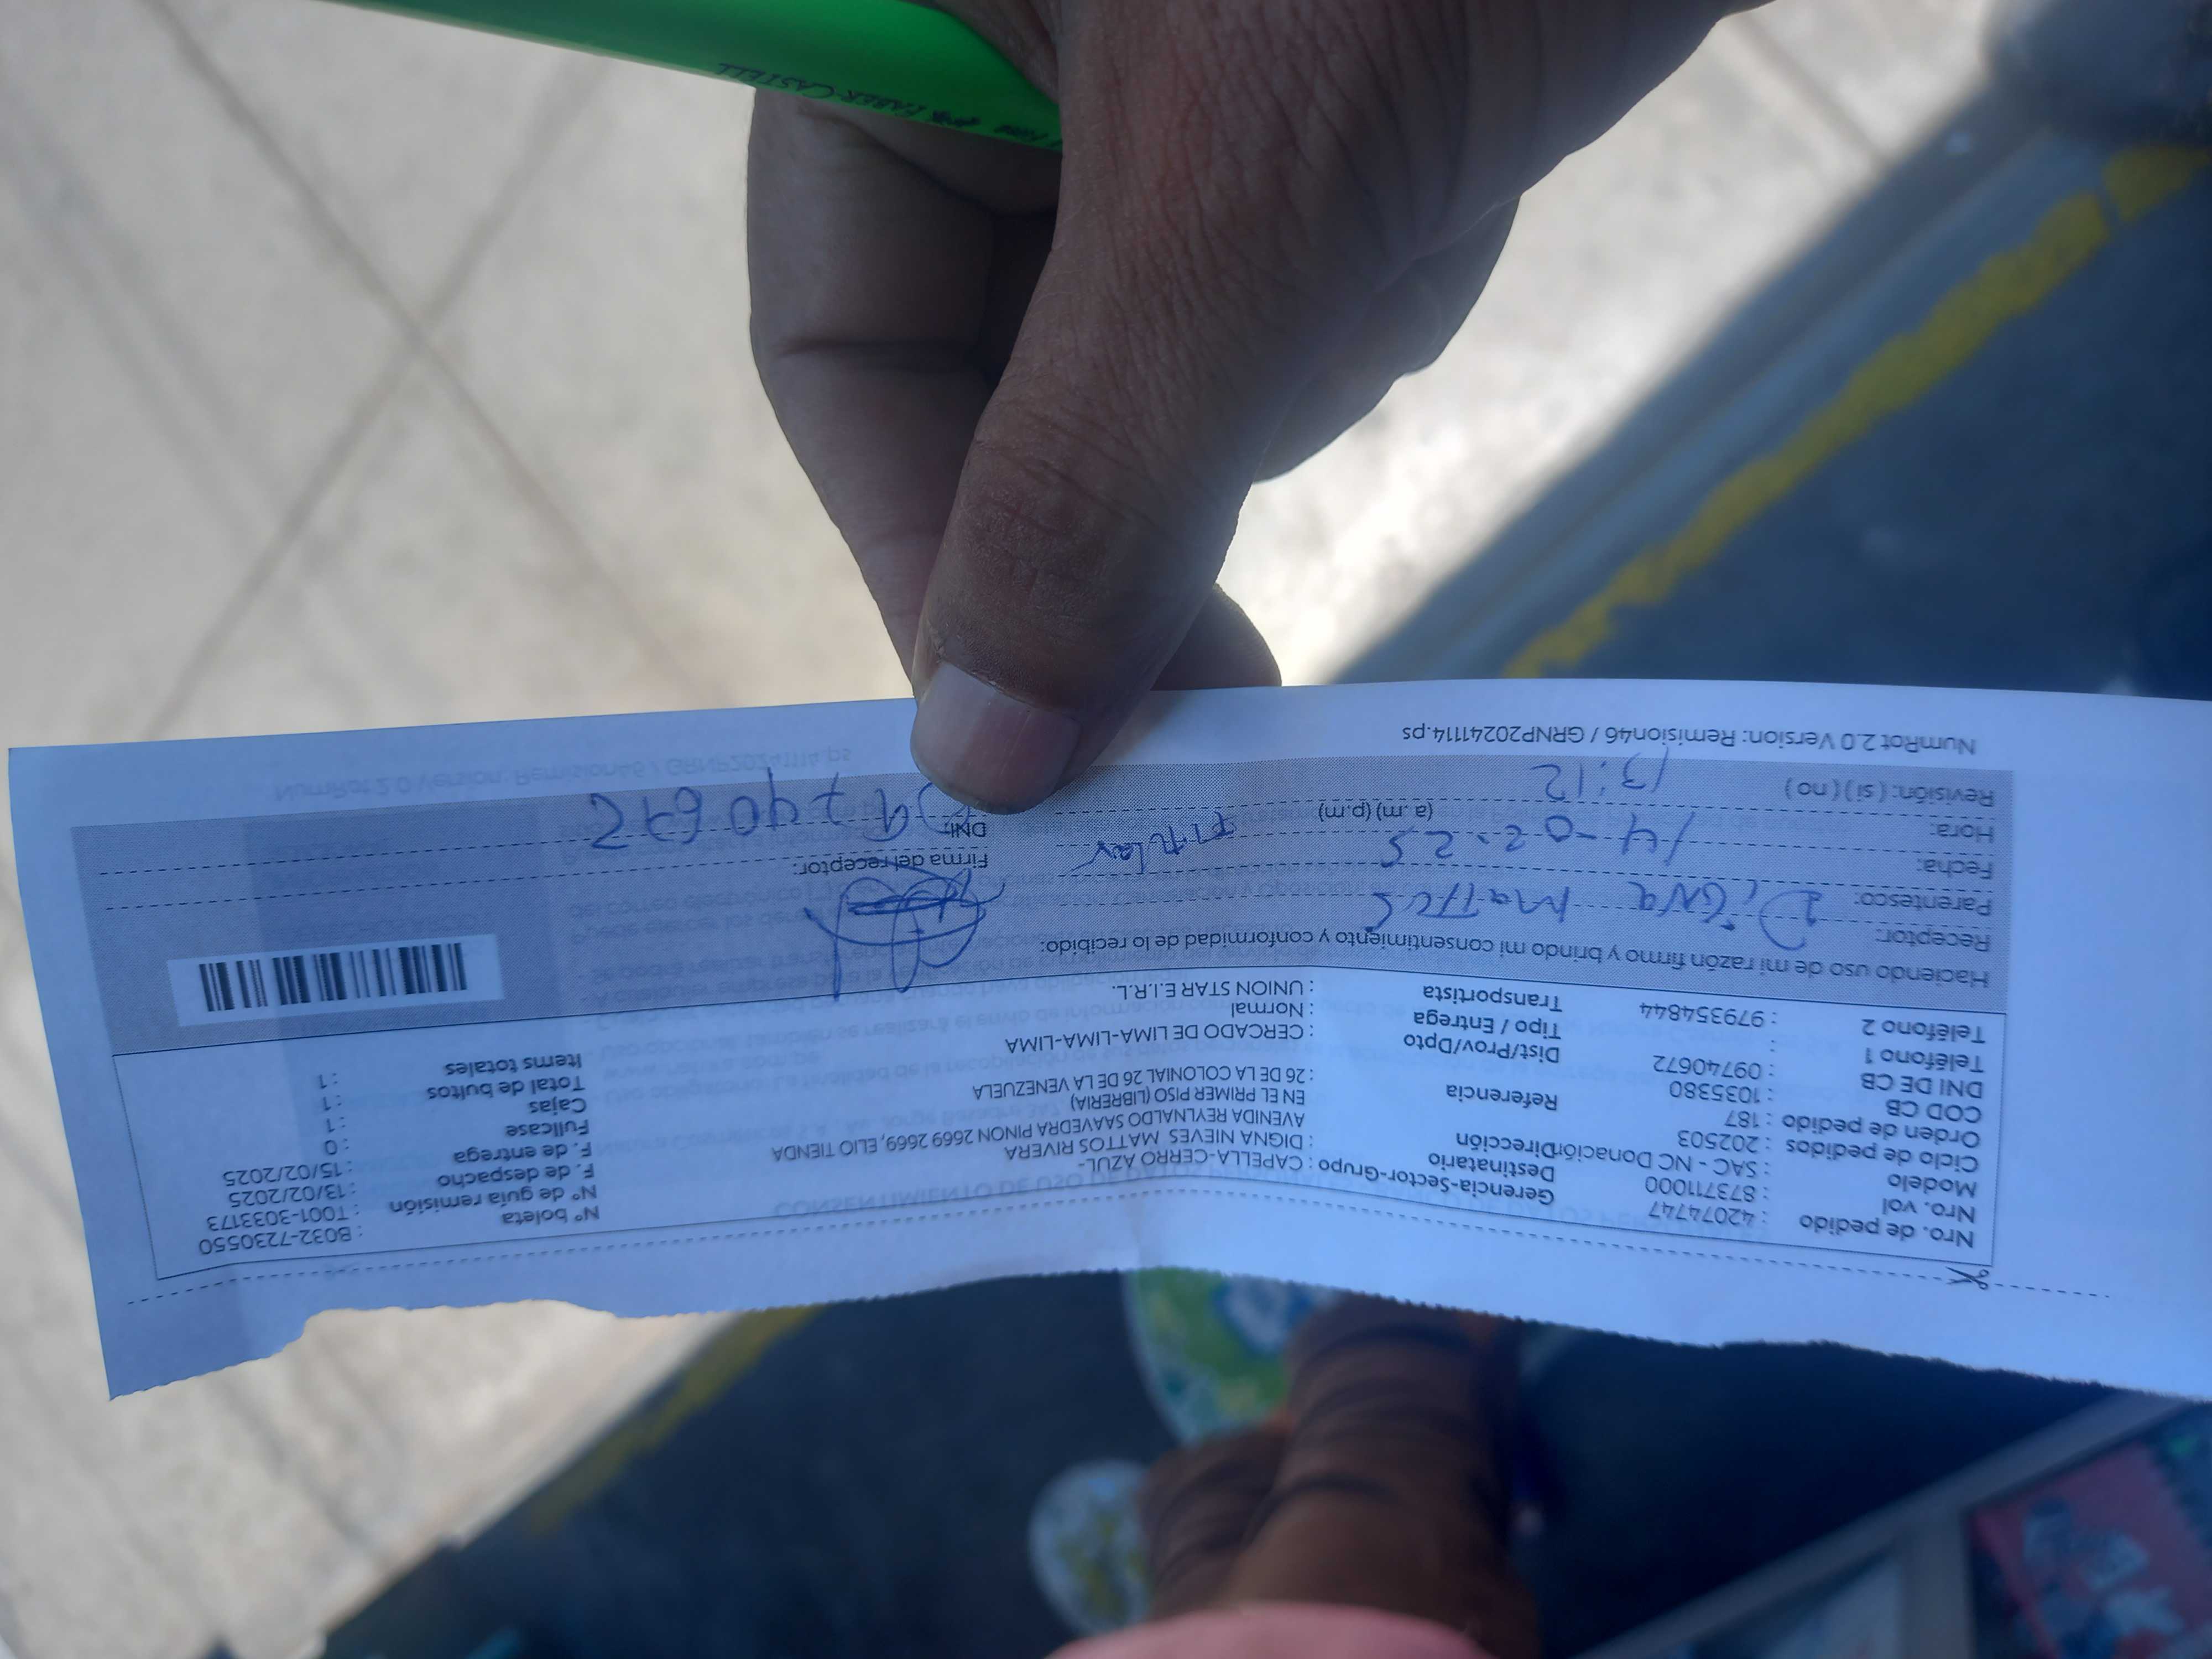 Nro. de pedido : 42074747
Nro. vol : 873711000
Modelo : SAC - NC Donación
Ciclo de pedidos : 202503
Orden de pedido : 187
COD CB : 1035380
DNI DE CB : 09740672
Teléfono 1 :
Teléfono 2 : 979354844
Gerencia-Sector-Grupo : CAPELLA-CERRO AZUL-
Destinatario : DIGNA NIEVES MATTOS RIVERA
Dirección AVENIDA REYLNALDO SAAVEDRA PINON 2669 2669, ELIO TIENDA
EN EL PRIMER PISO (LIBRERIA)
Referencia : 26 DE LA COLONIAL 26 DE LA VENEZUELA
Dist/Prov/Dpto : CERCADO DE LIMA-LIMA-LIMA
Tipo / Entrega : Normal
Transportista : UNION STAR E.I.R.L.
N° boleta : B032-7230550
N° de guía remisión : T001-3033173
F. de despacho : 13/02/2025
F. de entrega : 15/02/2025
Fullcase : 0
Cajas : 1
Total de bultos : 1
Items totales : 1
Haciendo uso de mi razón firmo y brindo mi consentimiento y conformidad de lo recibido:
Receptor: Digna Mattos
Parentesco: Titular
Fecha: 14-02-25
Hora: 13:12 (a.m) (p.m)
Revisión: ( si ) ( no )
Firma del receptor:
DNI: 09740672
NumRot 2.0 Version: Remision46 / GRNP20241114.ps
FABER-CASTELL